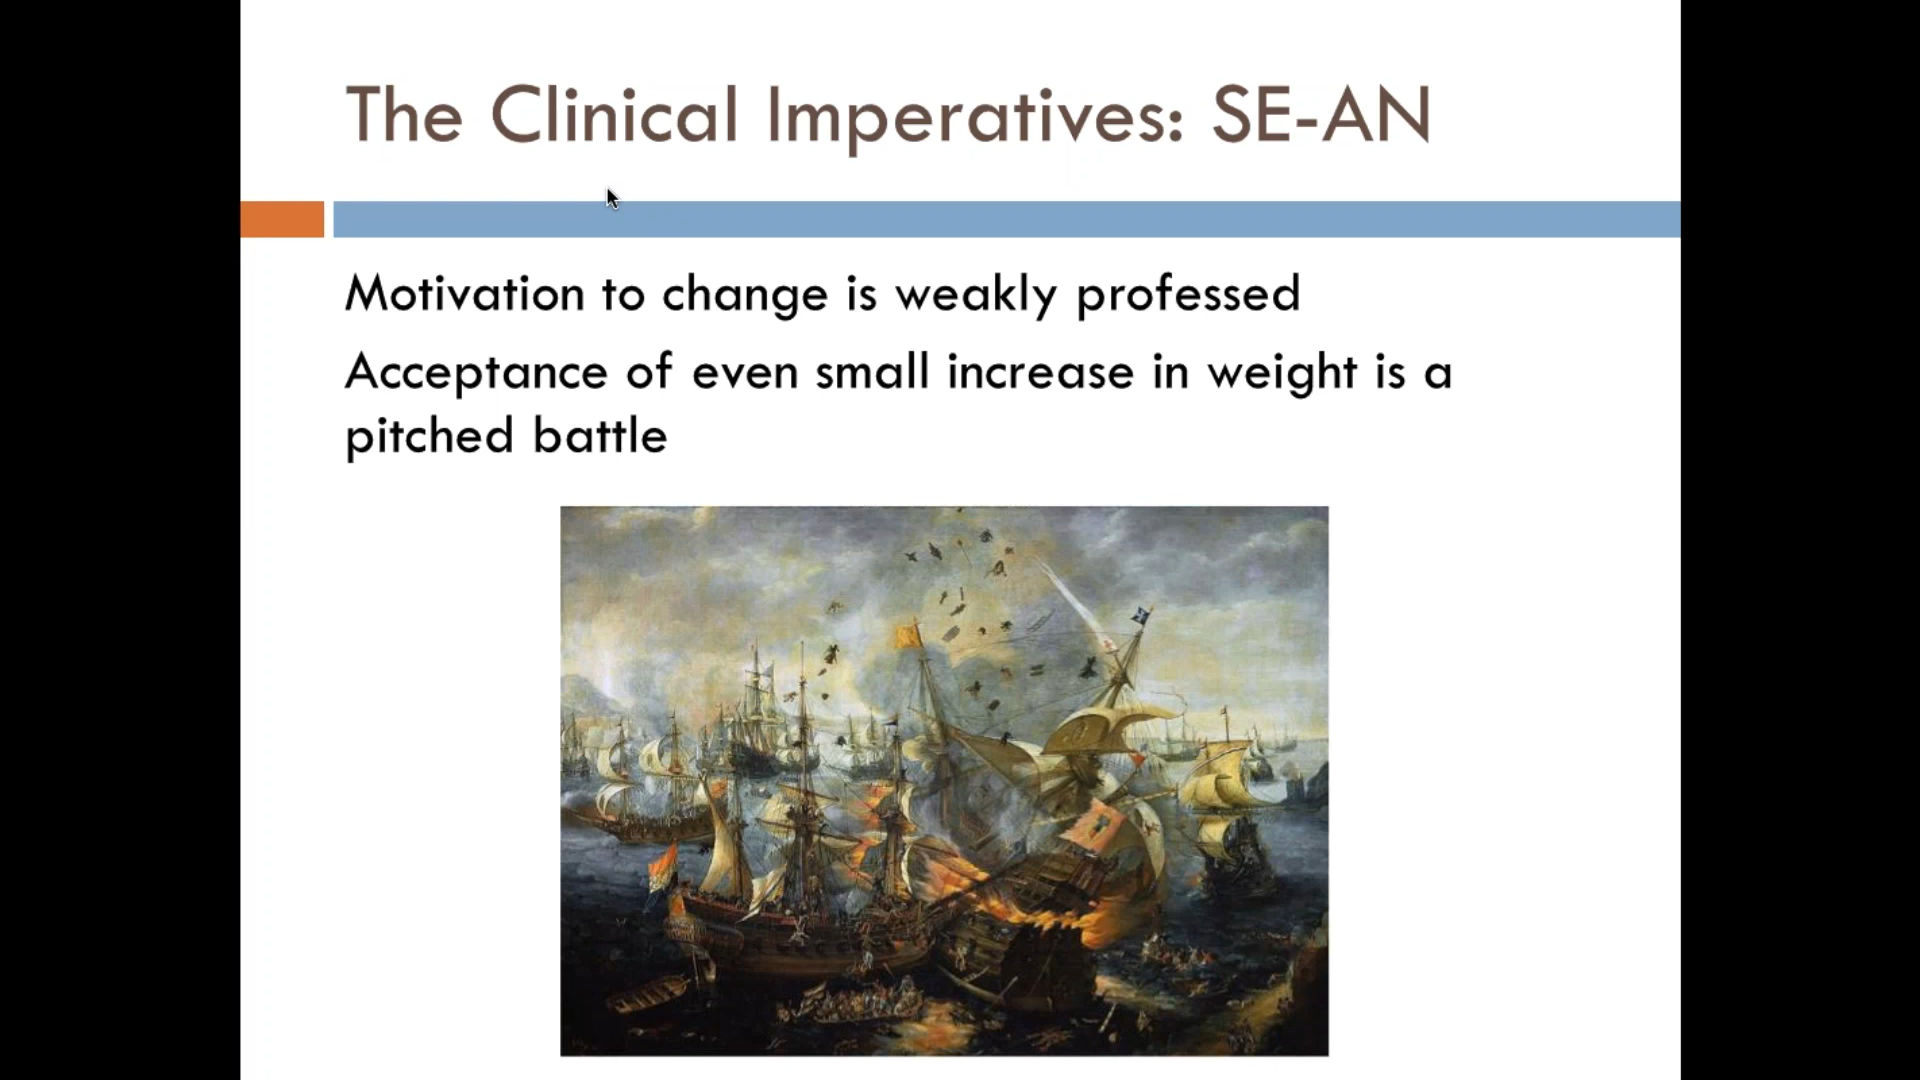 The Clinical Imperatives: SE-AN
Motivation to change is weakly professed
Acceptance of even small increase in weight is a
pitched battle